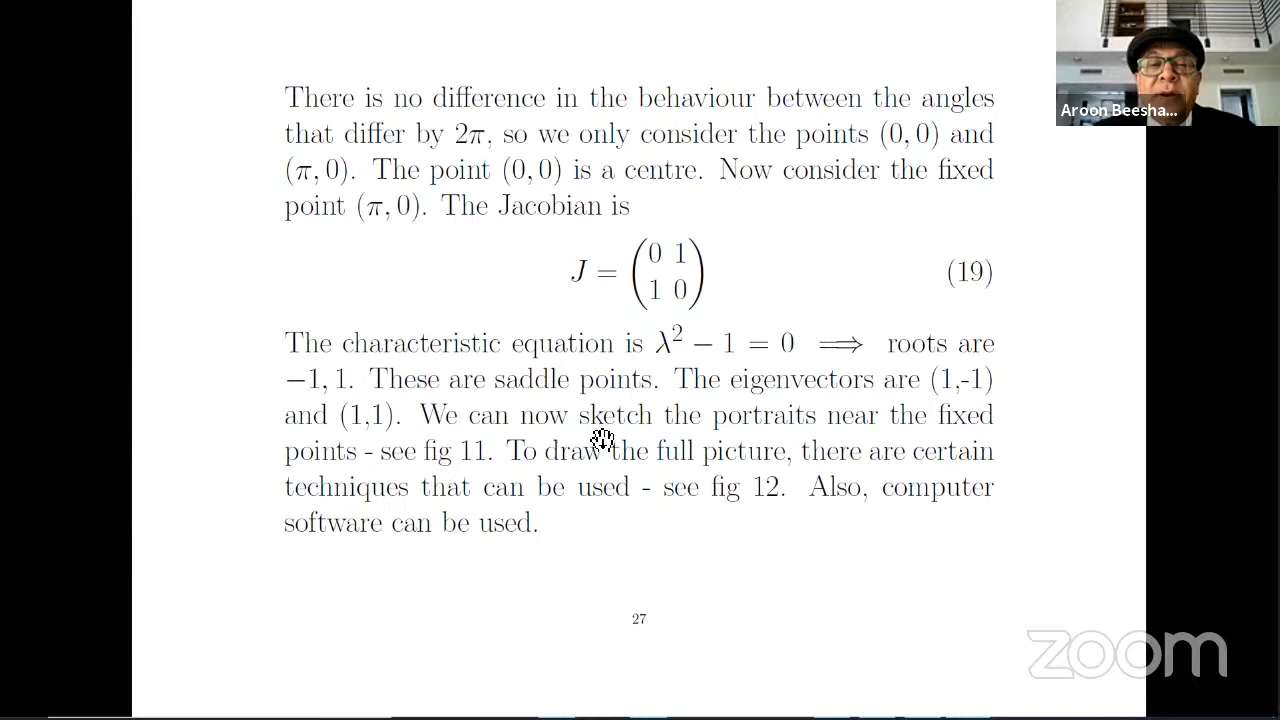 There is no difference in the behaviour between the angles
that differ by 2π, so we only consider the points (0, 0) and
(π, 0). The point (0, 0) is a centre. Now consider the fixed
point (π, 0). The Jacobian is
J = (0 1
1 0) (19)
The characteristic equation is λ² − 1 = 0 ⟹ roots are
−1, 1. These are saddle points. The eigenvectors are (1,-1)
and (1,1). We can now sketch the portraits near the fixed
points - see fig 11. To draw the full picture, there are certain
techniques that can be used - see fig 12. Also, computer
software can be used.
27
Aroon Beesha...
zoom